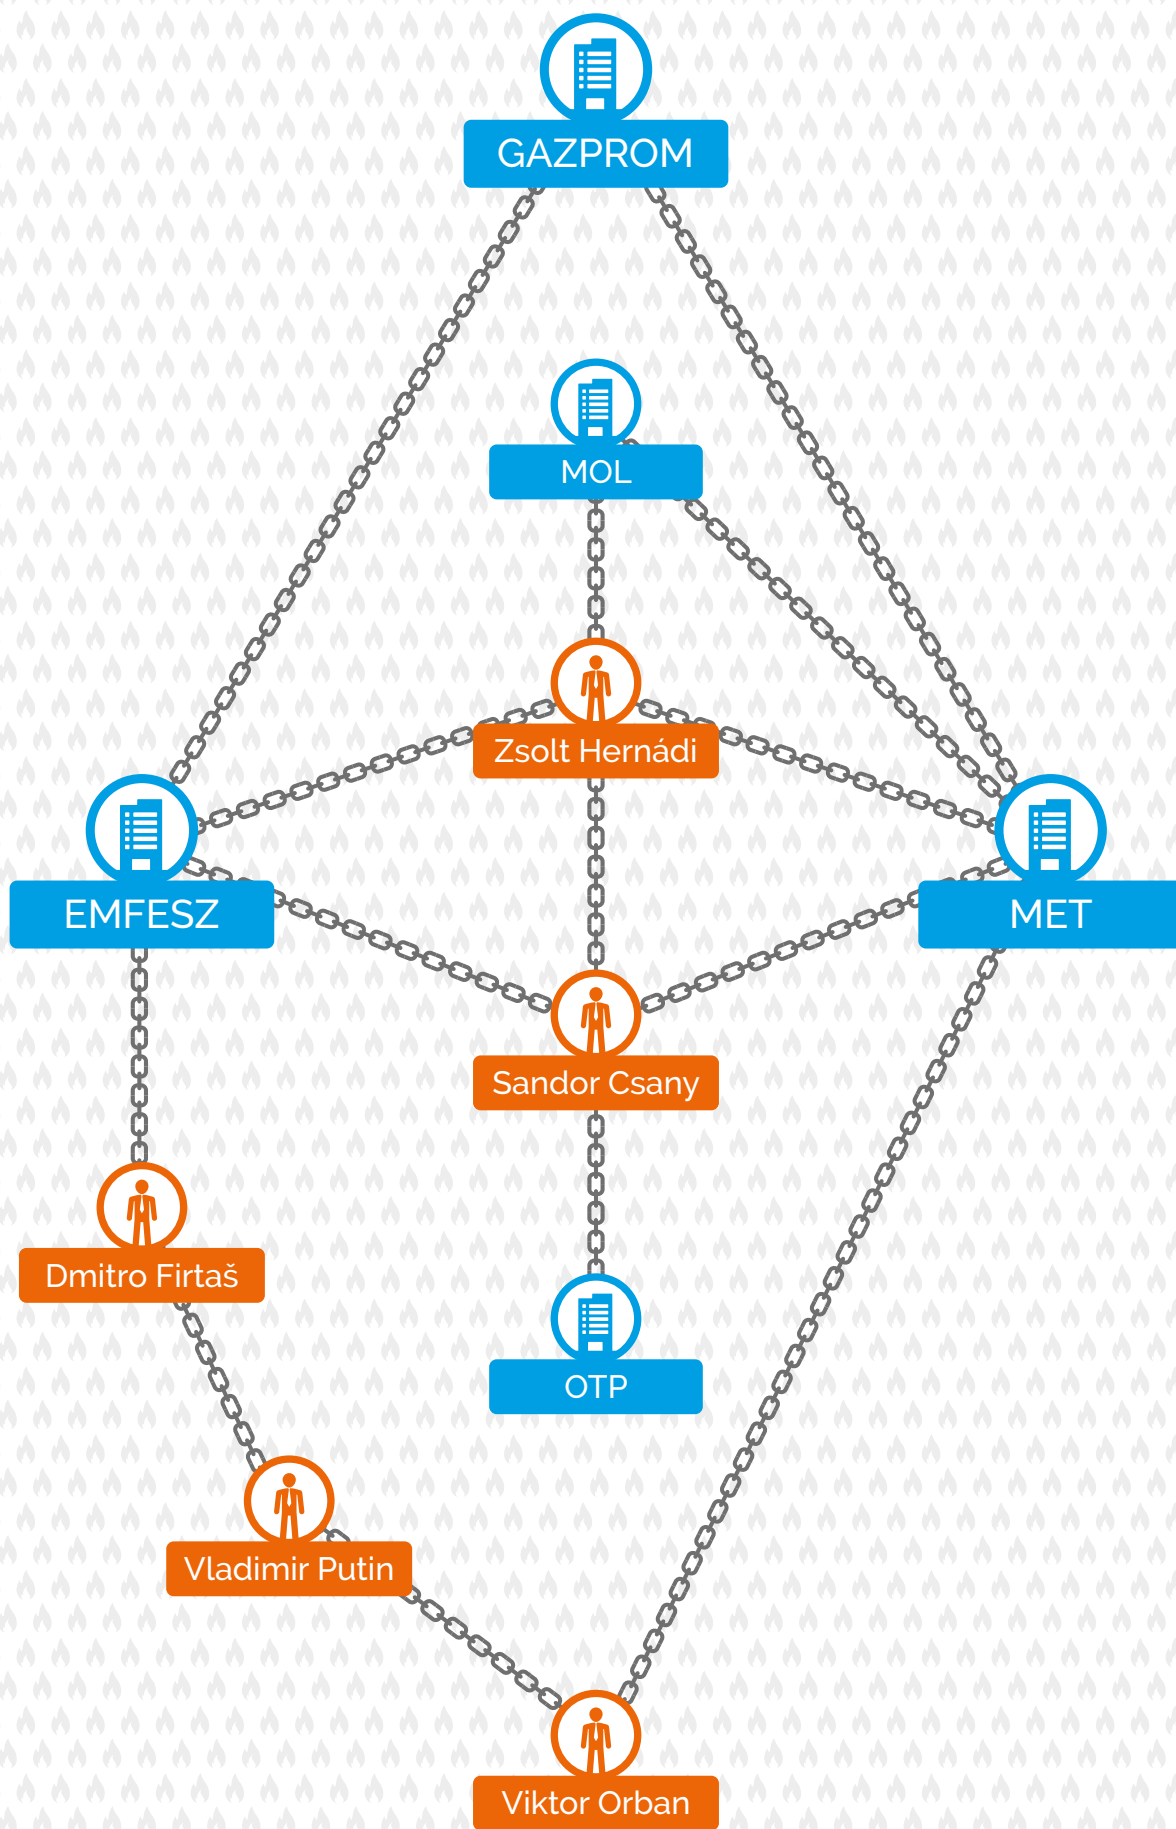 GAZPROM
MOL
Zsolt Hernádi
EMFESZ
MET
Sandor Csany
Dmitro Firtaš
OTP
Vladimir Putin
Viktor Orban